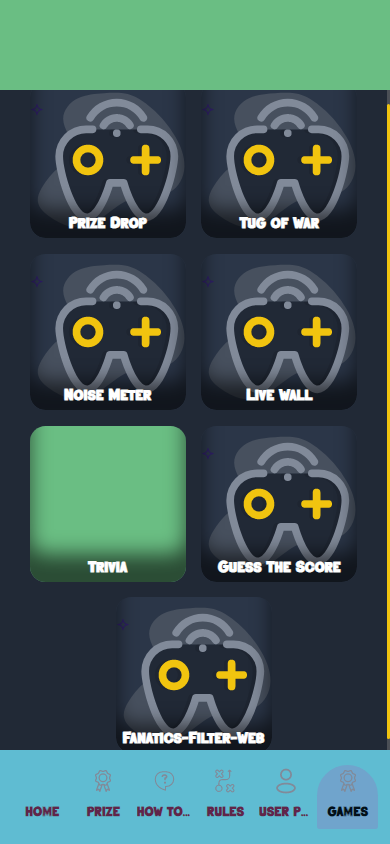 Prize Drop
Tug of War
Noise Meter
Live Wall
Trivia
Guess The Score
Fanatics-Filter-Web
HOME
PRIZE
HOW TO...
RULES
USER P...
GAMES